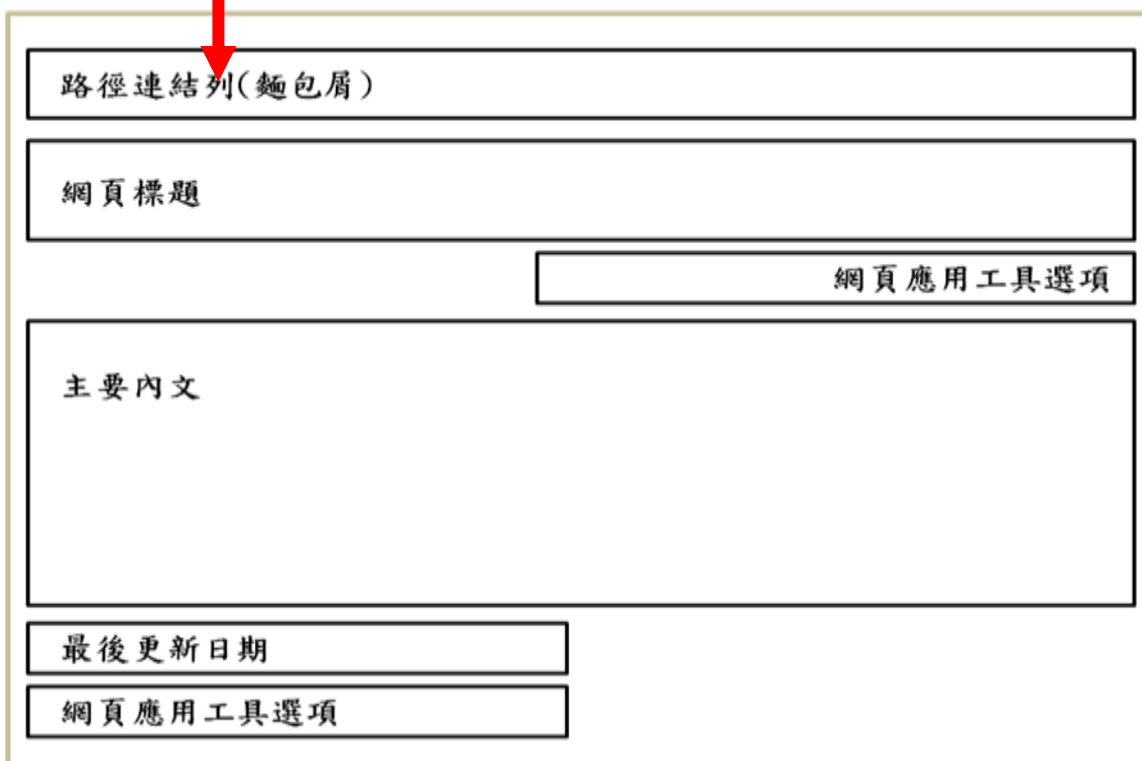 路徑連結列(麵包屑)
網頁標題
網頁應用工具選項
主要內文
最後更新日期
網頁應用工具選項